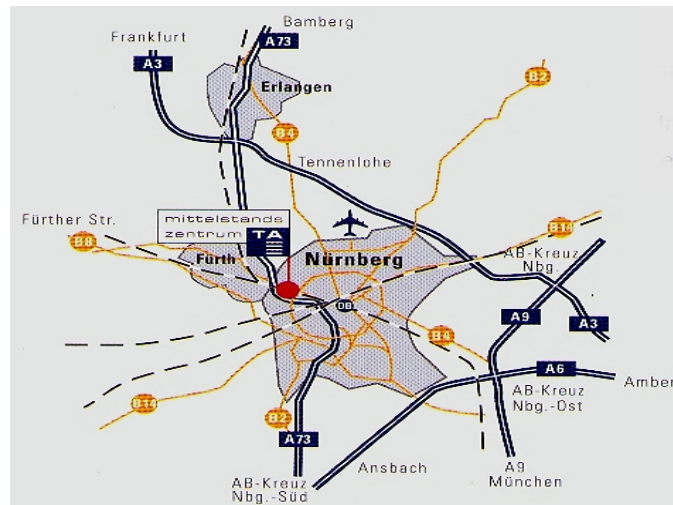 Bamberg
Frankfurt
A73
A3
Erlangen
B2
B4
Tennenlohe
mittelstands
zentrum TA
Fürther Str.
B8
B14
Fürth
Nürnberg
AB-Kreuz
Nbg.
DB
A9
A3
B4
A6
Amber
AB-Kreuz
Nbg.-Ost
B14
B2
A73
Ansbach
A9
München
AB-Kreuz
Nbg.-Süd